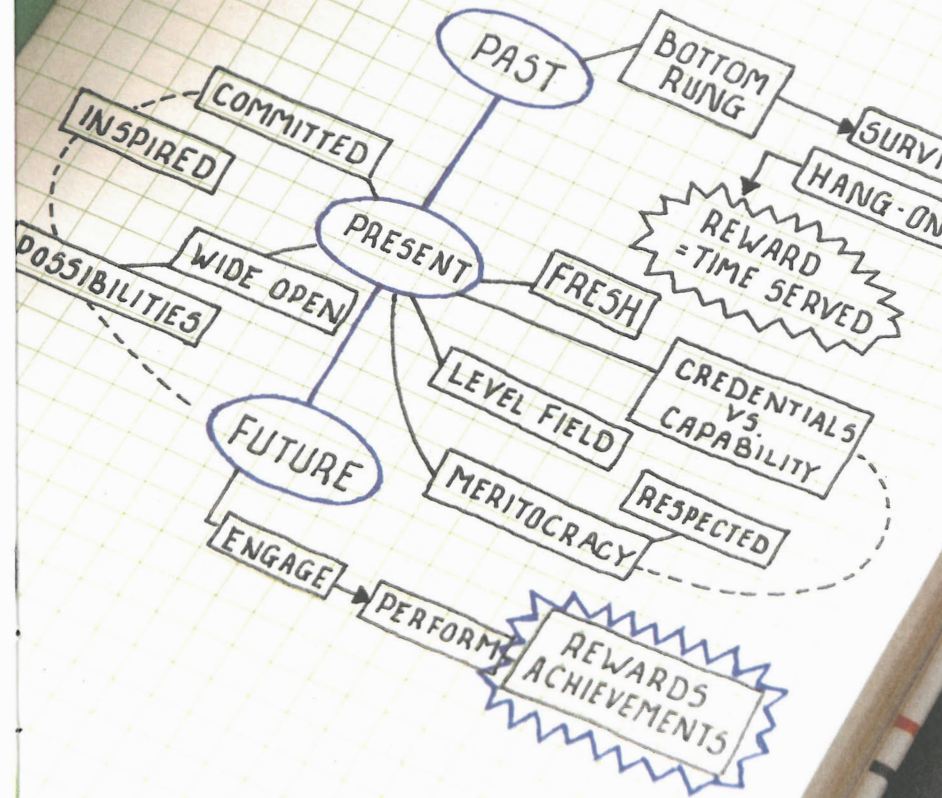 PAST
BOTTOM
RUNG
SURVI
HANG-ON
REWARD
=TIME SERVED
COMMITTED
INSPIRED
PRESENT
WIDE OPEN
POSSIBILITIES
FRESH
CREDENTIALS
VS.
CAPABILITY
LEVEL FIELD
MERITOCRACY
RESPECTED
FUTURE
ENGAGE
PERFORM
REWARDS
ACHIEVEMENTS